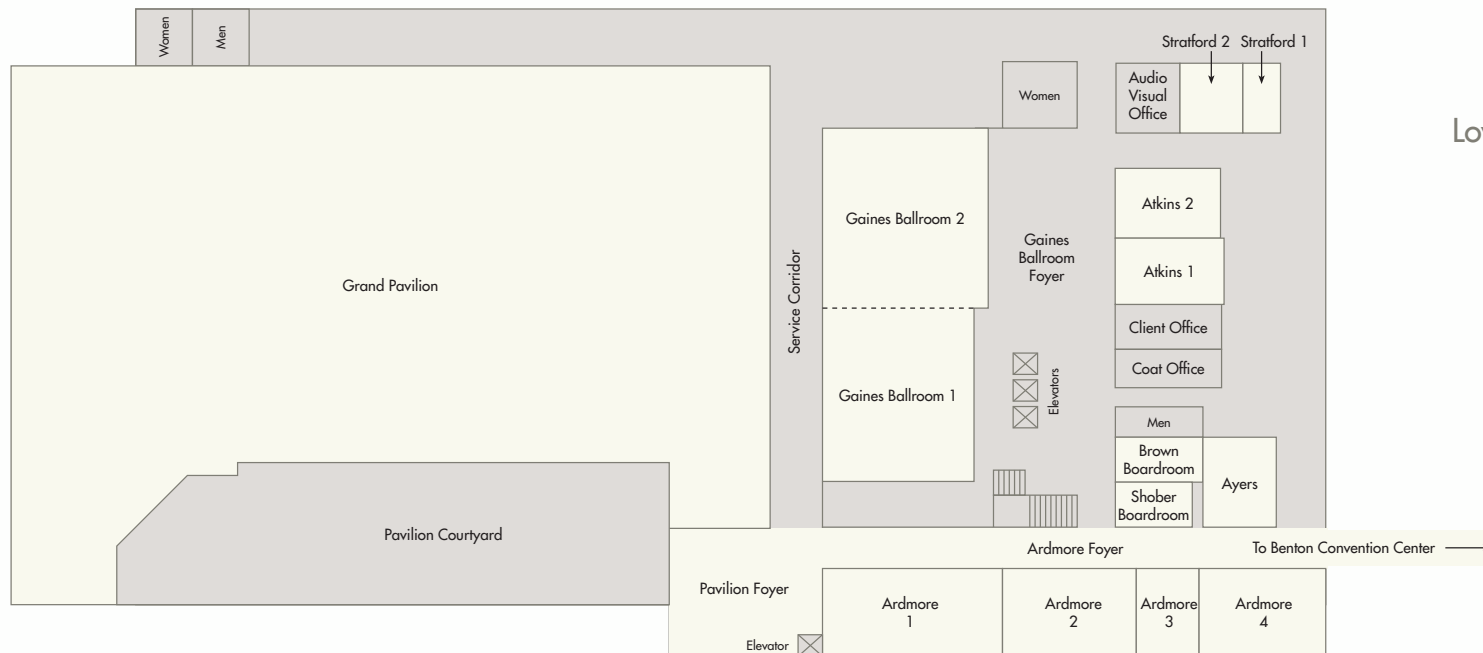 Women
Men
Stratford 2
Stratford 1
Audio
Visual
Office
Women
Gaines Ballroom 2
Atkins 2
Gaines
Ballroom
Foyer
Atkins 1
Grand Pavilion
Service Corridor
Client Office
Coat Office
Gaines Ballroom 1
Elevators
Men
Brown
Boardroom
Ayers
Shober
Boardroom
Pavilion Courtyard
Ardmore Foyer
To Benton Convention Center
Pavilion Foyer
Ardmore
1
Ardmore
2
Ardmore
3
Ardmore
4
Elevator